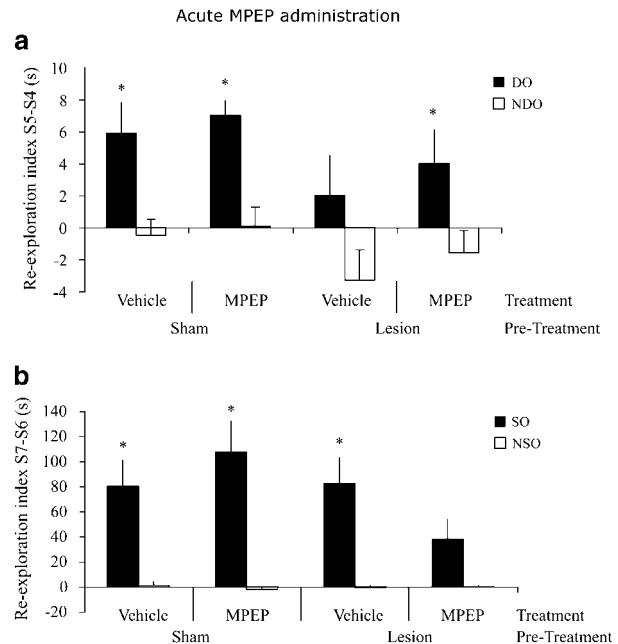 Acute MPEP administration
a
Re-exploration index S5-S4 (s)
10
8
6
4
2
0
-2
-4
* * *
DO
NDO
Vehicle MPEP Vehicle MPEP Treatment
Sham Lesion Pre-Treatment
b
Re-exploration index S7-S6 (s)
140
120
100
80
60
40
20
0
-20
* * *
SO
NSO
Vehicle MPEP Vehicle MPEP Treatment
Sham Lesion Pre-Treatment